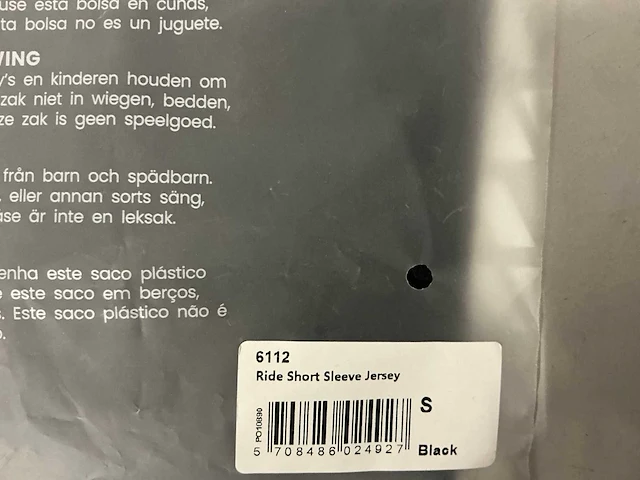 use esta bolsa en cunas,
ta bolsa no es un juguete.
VING
y's en kinderen houden om
zak niet in wiegen, bedden,
ze zak is geen speelgoed.
från barn och spädbarn.
, eller annan sorts säng,
åse är inte en leksak.
enha este saco plástico
e este saco em berços,
s. Este saco plástico não é
o.
6112
Ride Short Sleeve Jersey
PO10890
S
5 708486 024927
Black